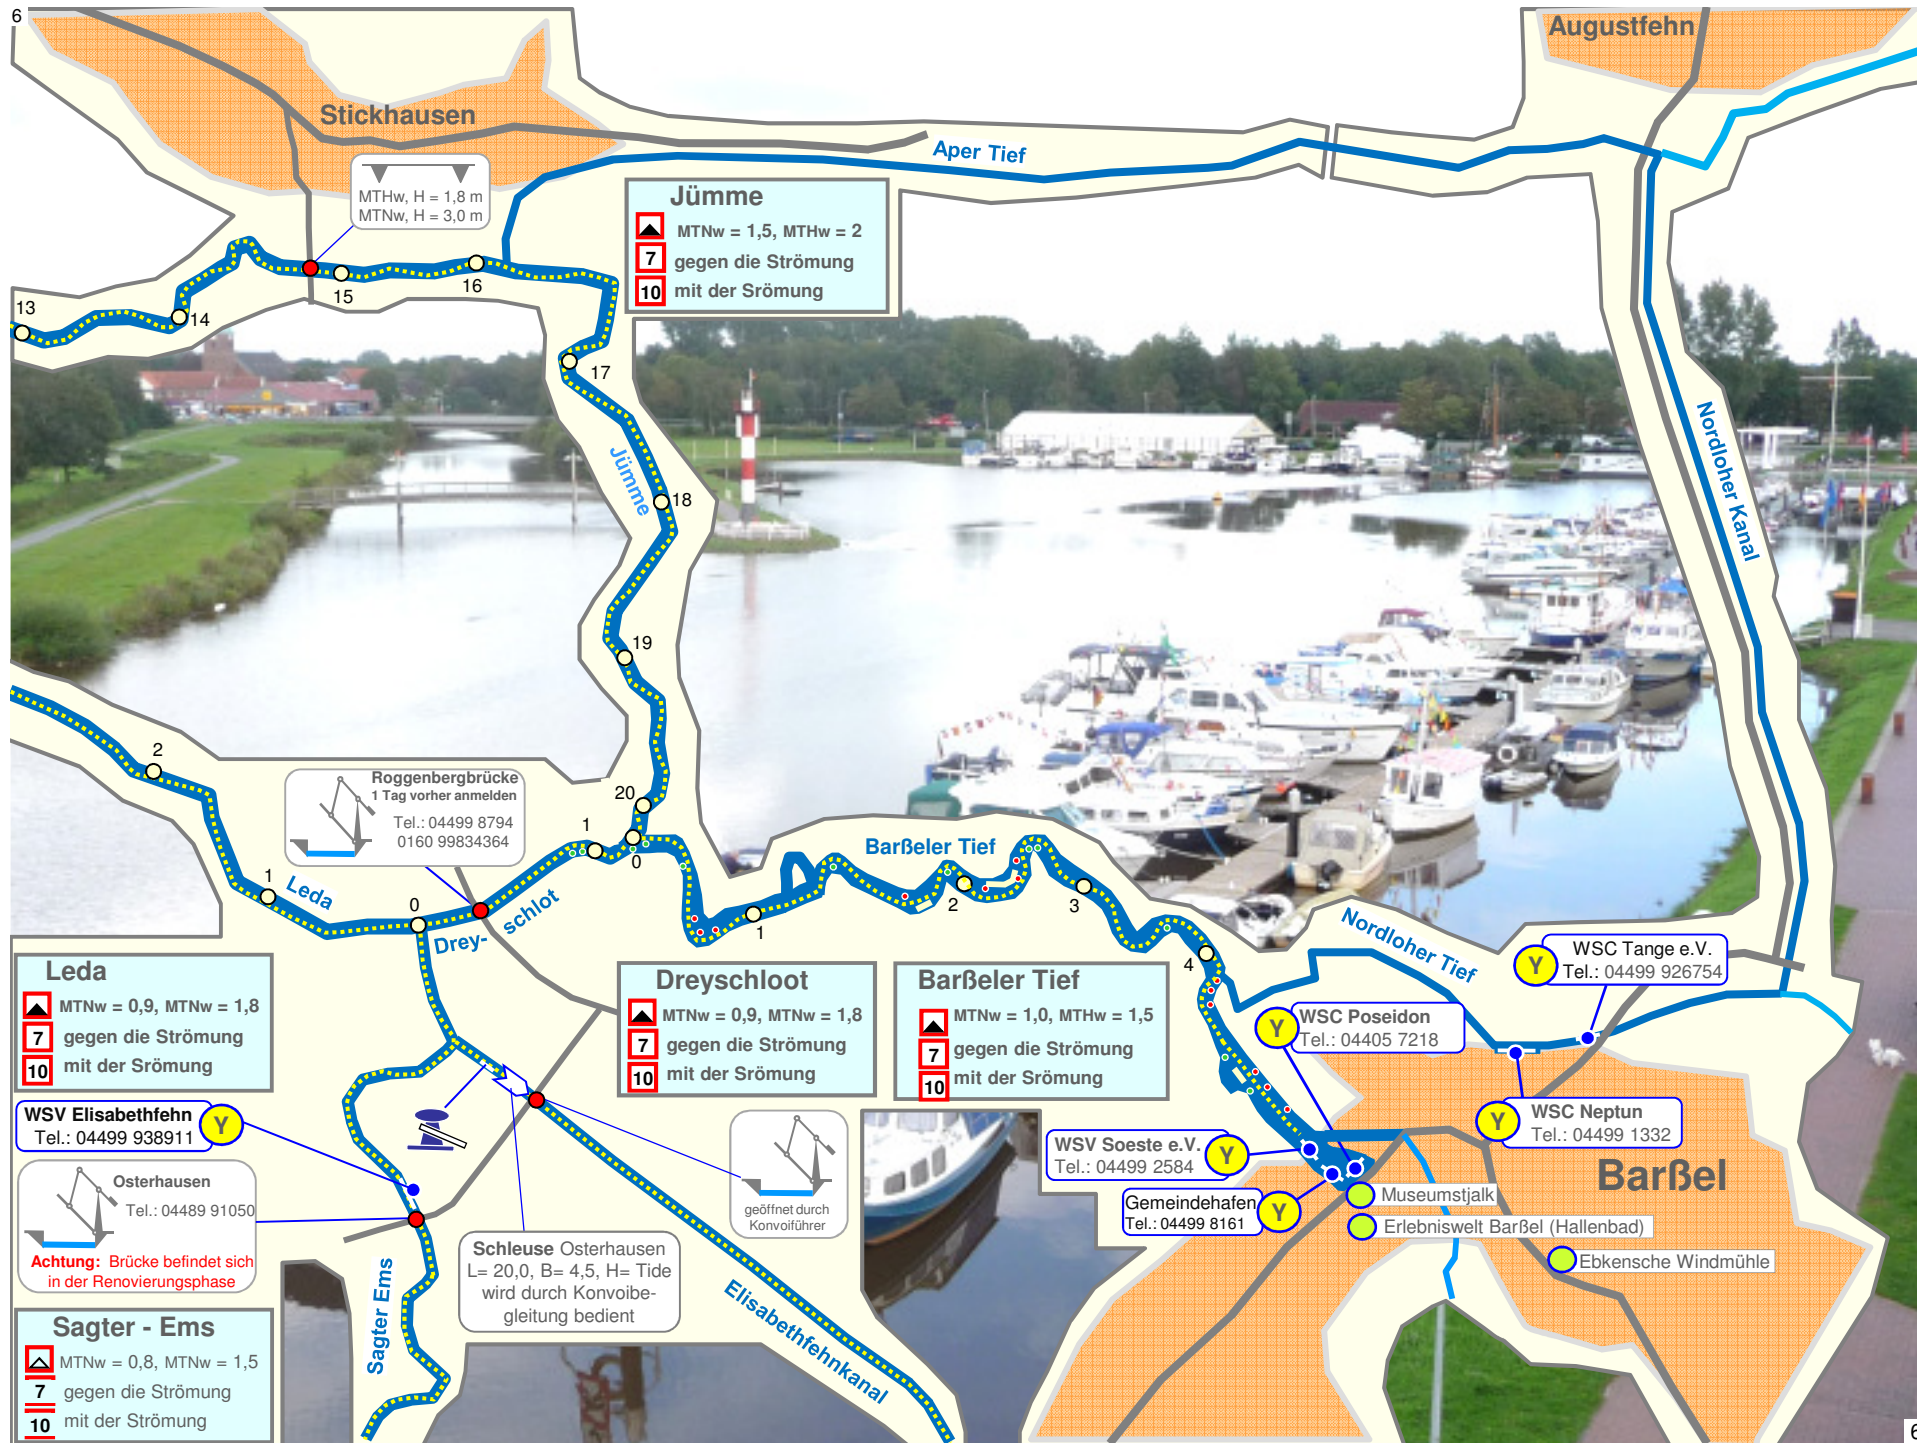 6
Augustfehn
Stickhausen
Aper Tief
MTHw, H = 1,8 m
MTNw, H = 3,0 m
Jümme
MTNw = 1,5, MTHw = 2
7 gegen die Strömung
10 mit der Srömung
13
14
15
16
17
Jümme
18
19
20
Nordloher Kanal
2
1
Leda
0
Roggenbergbrücke
1 Tag vorher anmelden
Tel.: 04499 8794
0160 99834364
Drey-
schlot
1
0
Barßeler Tief
1
2
3
4
Nordloher Tief
WSC Tange e.V.
Tel.: 04499 926754
Y
Leda
MTNw = 0,9, MTNw = 1,8
7 gegen die Strömung
10 mit der Srömung
Dreyschloot
MTNw = 0,9, MTNw = 1,8
7 gegen die Strömung
10 mit der Srömung
Barßeler Tief
MTNw = 1,0, MTHw = 1,5
7 gegen die Strömung
10 mit der Srömung
Y
WSC Poseidon
Tel.: 04405 7218
WSV Elisabethfehn
Tel.: 04499 938911
Y
Y
WSC Neptun
Tel.: 04499 1332
WSV Soeste e.V.
Tel.: 04499 2584
Y
Barßel
Gemeindehafen
Tel.: 04499 8161
Y
Museumstjalk
Erlebniswelt Barßel (Hallenbad)
Ebkensche Windmühle
Osterhausen
Tel.: 04489 91050
Achtung: Brücke befindet sich
in der Renovierungsphase
geöffnet durch
Konvoiführer
Schleuse Osterhausen
L= 20,0, B= 4,5, H= Tide
wird durch Konvoibe-
gleitung bedient
Sagter Ems
Elisabethfehnkanal
Sagter - Ems
MTNw = 0,8, MTNw = 1,5
7 gegen die Strömung
10 mit der Strömung
6